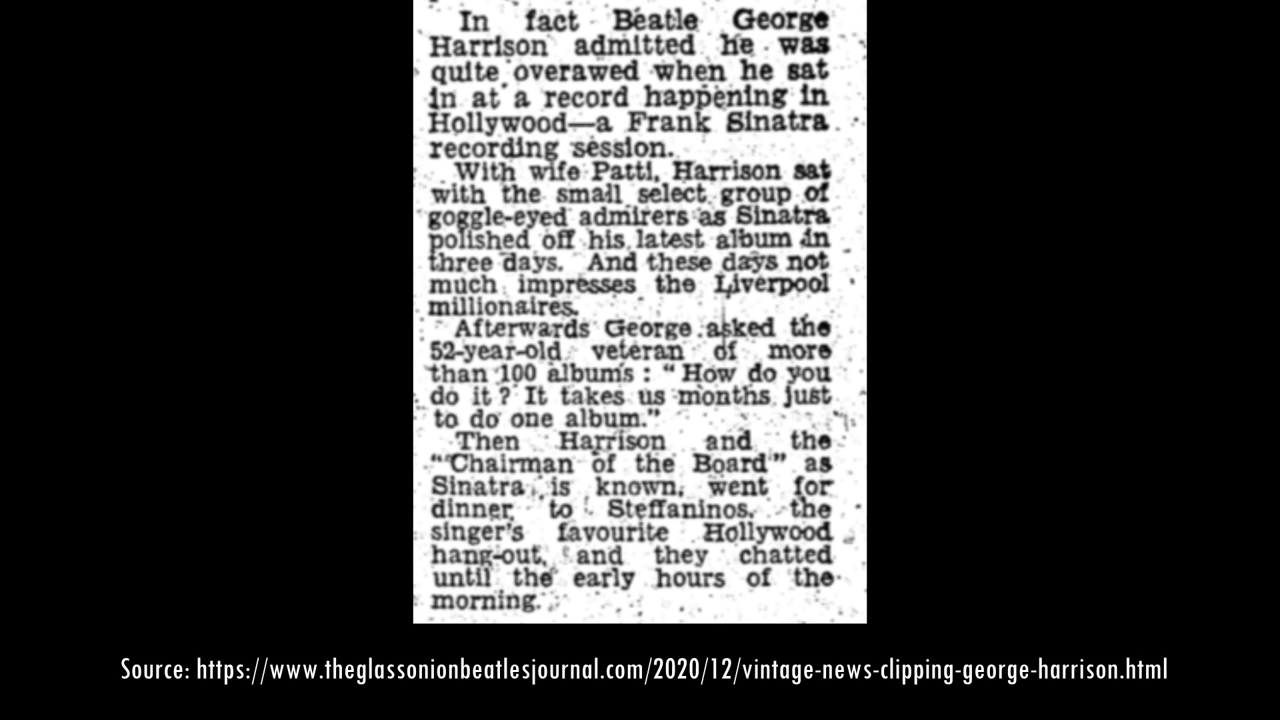 In fact Beatle George
Harrison admitted he was
quite overawed when he sat
in at a record happening in
Hollywood—a Frank Sinatra
recording session.
With wife Patti, Harrison sat
with the small select group of
goggle-eyed admirers as Sinatra
polished off his latest album in
three days. And these days not
much impresses the Liverpool
millionaires.
Afterwards George asked the
52-year-old veteran of more
than 100 albums : “How do you
do it? It takes us months just
to do one album.”
Then Harrison and the
“Chairman of the Board” as
Sinatra is known, went for
dinner to Steffaninos, the
singer's favourite Hollywood
hang-out, and they chatted
until the early hours of the
morning.
Source: https://www.theglassonionbeatlesjournal.com/2020/12/vintage-news-clipping-george-harrison.html